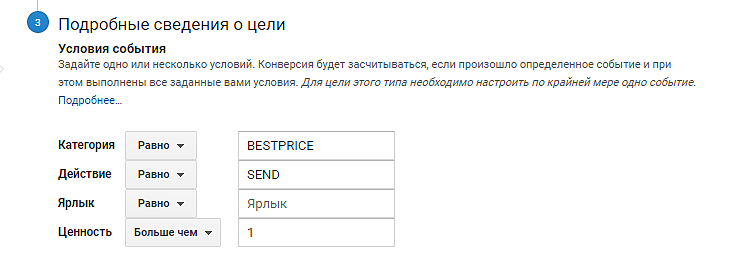 3 Подробные сведения о цели
Условия события
Задайте одно или несколько условий. Конверсия будет засчитываться, если произошло определенное событие и при
этом выполнены все заданные вами условия. Для цели этого типа необходимо настроить по крайней мере одно событие.
Подробнее…
Категория Равно BESTPRICE
Действие Равно SEND
Ярлык Равно Ярлык
Ценность Больше чем 1